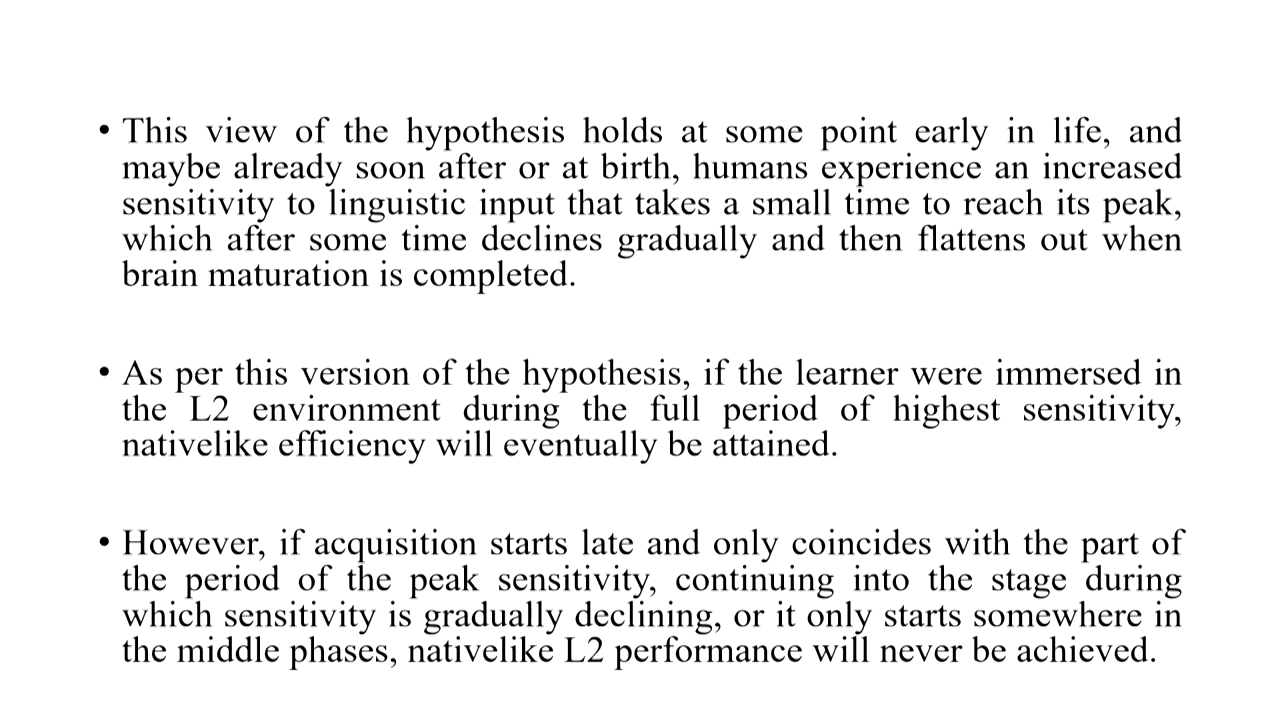 • This view of the hypothesis holds at some point early in life, and
maybe already soon after or at birth, humans experience an increased
sensitivity to linguistic input that takes a small time to reach its peak,
which after some time declines gradually and then flattens out when
brain maturation is completed.
• As per this version of the hypothesis, if the learner were immersed in
the L2 environment during the full period of highest sensitivity,
nativelike efficiency will eventually be attained.
• However, if acquisition starts late and only coincides with the part of
the period of the peak sensitivity, continuing into the stage during
which sensitivity is gradually declining, or it only starts somewhere in
the middle phases, nativelike L2 performance will never be achieved.